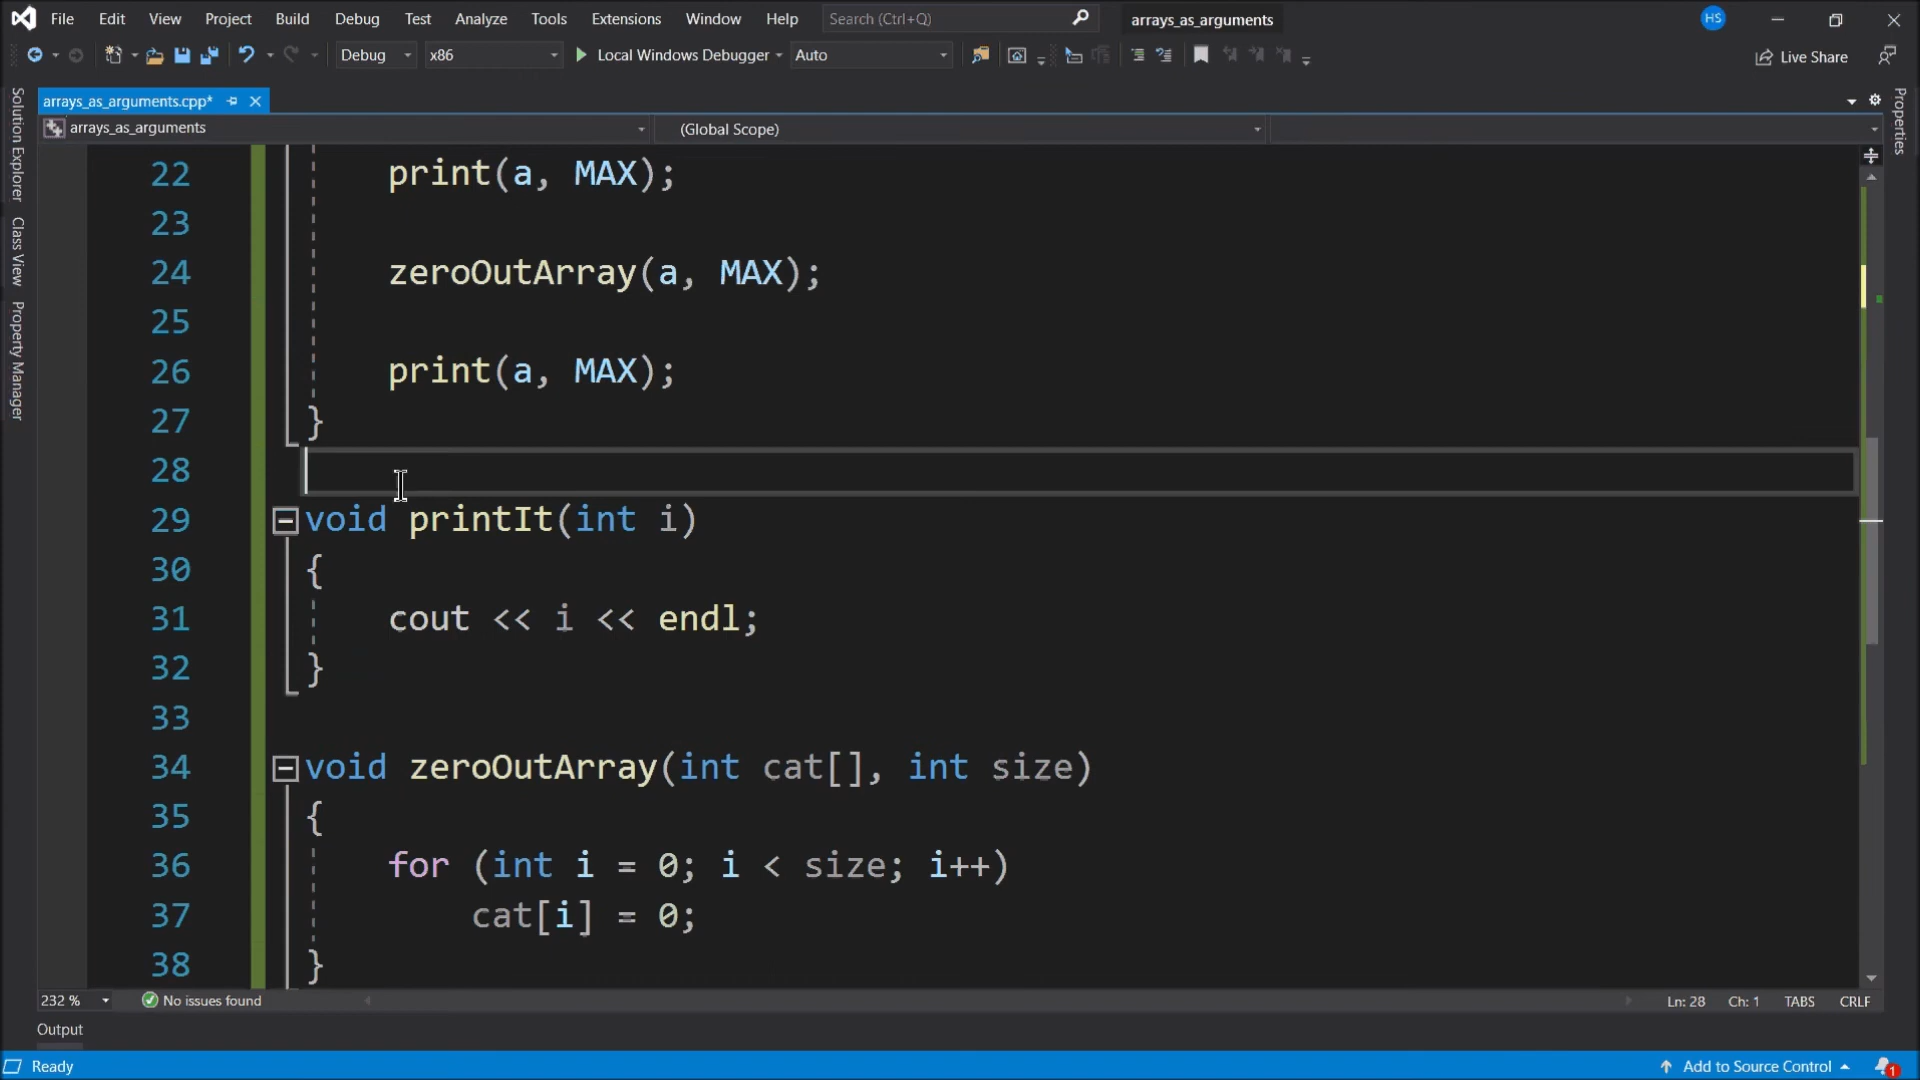 File Edit View Project Build Debug Test Analyze Tools Extensions Window Help Search (Ctrl+Q) arrays_as_arguments HS
Debug x86 Local Windows Debugger Auto Live Share
arrays_as_arguments.cpp*
arrays_as_arguments (Global Scope)
Solution Explorer
Class View
Property Manager
Properties
22 print(a, MAX);
23
24 zeroOutArray(a, MAX);
25
26 print(a, MAX);
27 }
28
29 void printIt(int i)
30 {
31 cout << i << endl;
32 }
33
34 void zeroOutArray(int cat[], int size)
35 {
36 for (int i = 0; i < size; i++)
37 cat[i] = 0;
38 }
232 % No issues found Ln: 28 Ch: 1 TABS CRLF
Output
Ready Add to Source Control 1